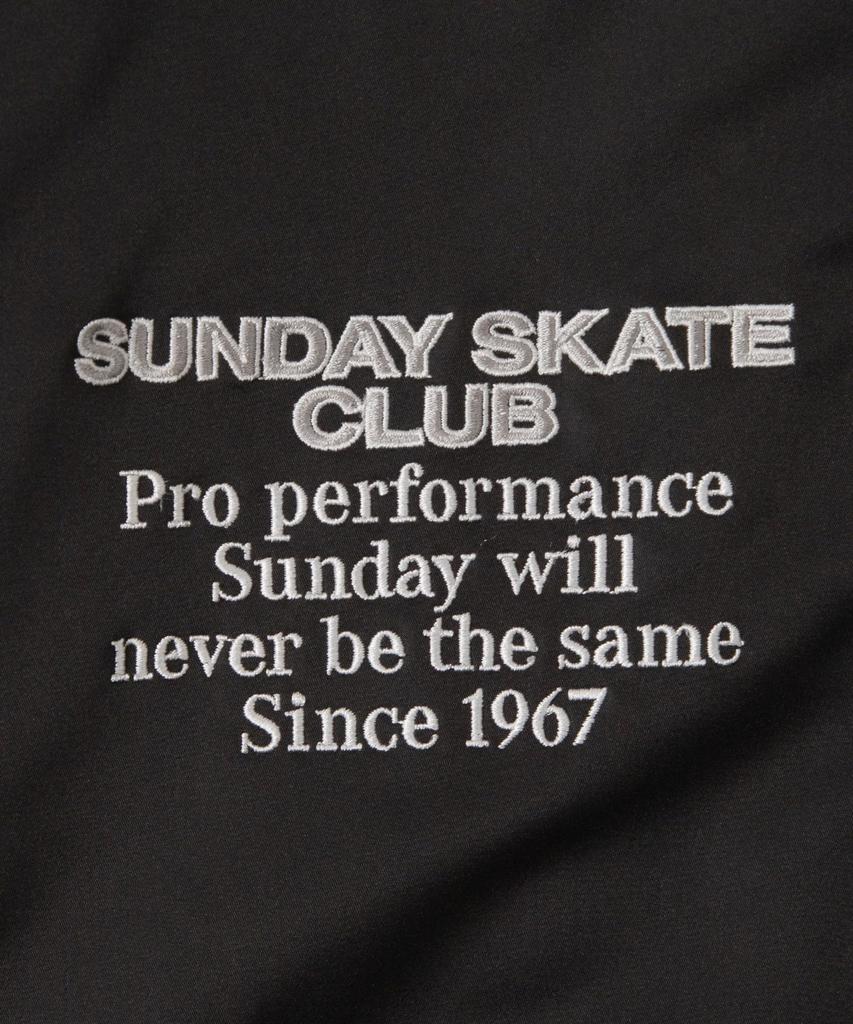 SUNDAY SKATE
CLUB
Pro performance
Sunday will
never be the same
Since 1967